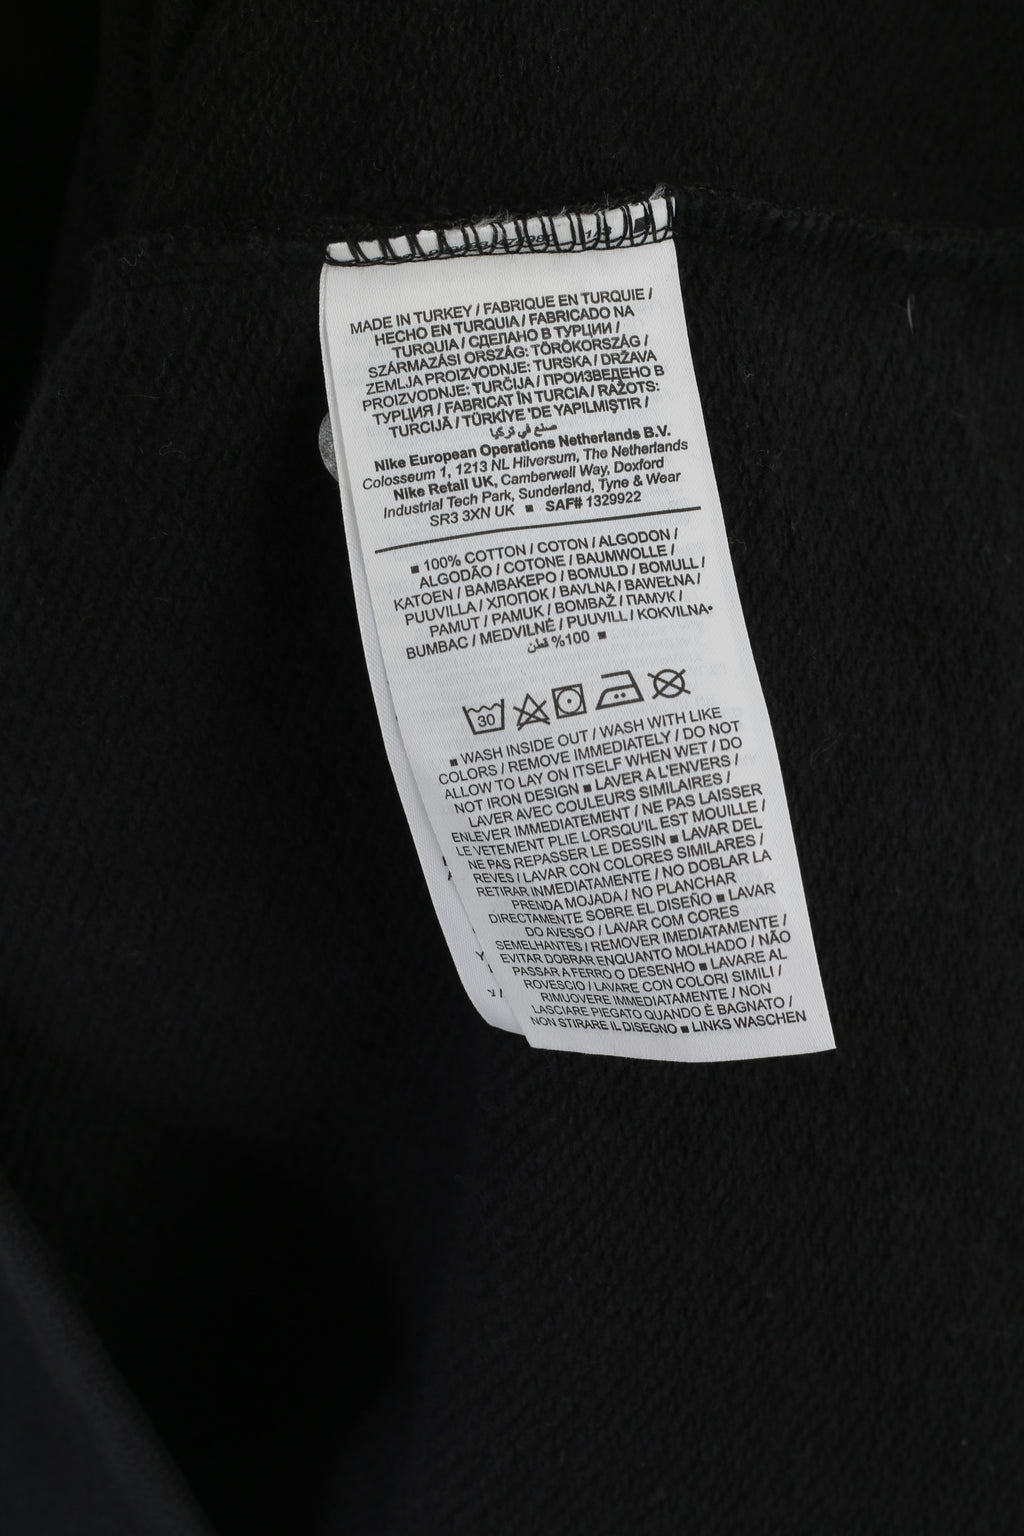 MADE IN TURKEY / FABRIQUE EN TURQUIE /
HECHO EN TURQUIA / FABRICADO NA
TURQUIA / СДЕЛАНО В ТУРЦИИ /
SZÁRMAZÁSI ORSZÁG: TÖRÖKORSZÁG /
ZEMLJA PROIZVODNJE: TURSKA / DRŽAVA
PROIZVODNJE: TURČIJA / ПРОИЗВЕДЕНО В
ТУРЦИЯ / FABRICAT ÎN TURCIA / RAŽOTS:
TURCIJĀ / TÜRKİYE 'DE YAPILMIŞTIR /
صنع في تركيا
Nike European Operations Netherlands B.V.
Colosseum 1, 1213 NL Hilversum, The Netherlands
Nike Retail UK, Camberwell Way, Doxford
Industrial Tech Park, Sunderland, Tyne & Wear
SR3 3XN UK ■ SAF# 1329922
■ 100% COTTON / COTON / ALGODON /
ALGODÃO / COTONE / BAUMWOLLE /
KATOEN / ΒΑΜΒΑΚΕΡΟ / BOMULD / BOMULL /
PUUVILLA / ХЛОПОК / BAVLNA / BAWEŁNA /
PAMUT / PAMUK / BOMBAŽ / ПАМУК /
BUMBAC / MEDVILNĖ / PUUVILL / KOKVILNA•
%100 قطن ■
30
■ WASH INSIDE OUT / WASH WITH LIKE
COLORS / REMOVE IMMEDIATELY / DO NOT
ALLOW TO LAY ON ITSELF WHEN WET / DO
NOT IRON DESIGN ■ LAVER A L'ENVERS /
LAVER AVEC COULEURS SIMILAIRES /
ENLEVER IMMEDIATEMENT / NE PAS LAISSER
LE VETEMENT PLIE LORSQU'IL EST MOUILLE /
NE PAS REPASSER LE DESSIN ■ LAVAR DEL
REVES / LAVAR CON COLORES SIMILARES /
RETIRAR INMEDIATAMENTE / NO DOBLAR LA
PRENDA MOJADA / NO PLANCHAR
DIRECTAMENTE SOBRE EL DISEÑO ■ LAVAR
DO AVESSO / LAVAR COM CORES
SEMELHANTES / REMOVER IMEDIATAMENTE /
EVITAR DOBRAR ENQUANTO MOLHADO / NÃO
PASSAR A FERRO O DESENHO ■ LAVARE AL
ROVESCIO / LAVARE CON COLORI SIMILI /
RIMUOVERE IMMEDIATAMENTE / NON
LASCIARE PIEGATO QUANDO È BAGNATO /
NON STIRARE IL DISEGNO ■ LINKS WASCHEN